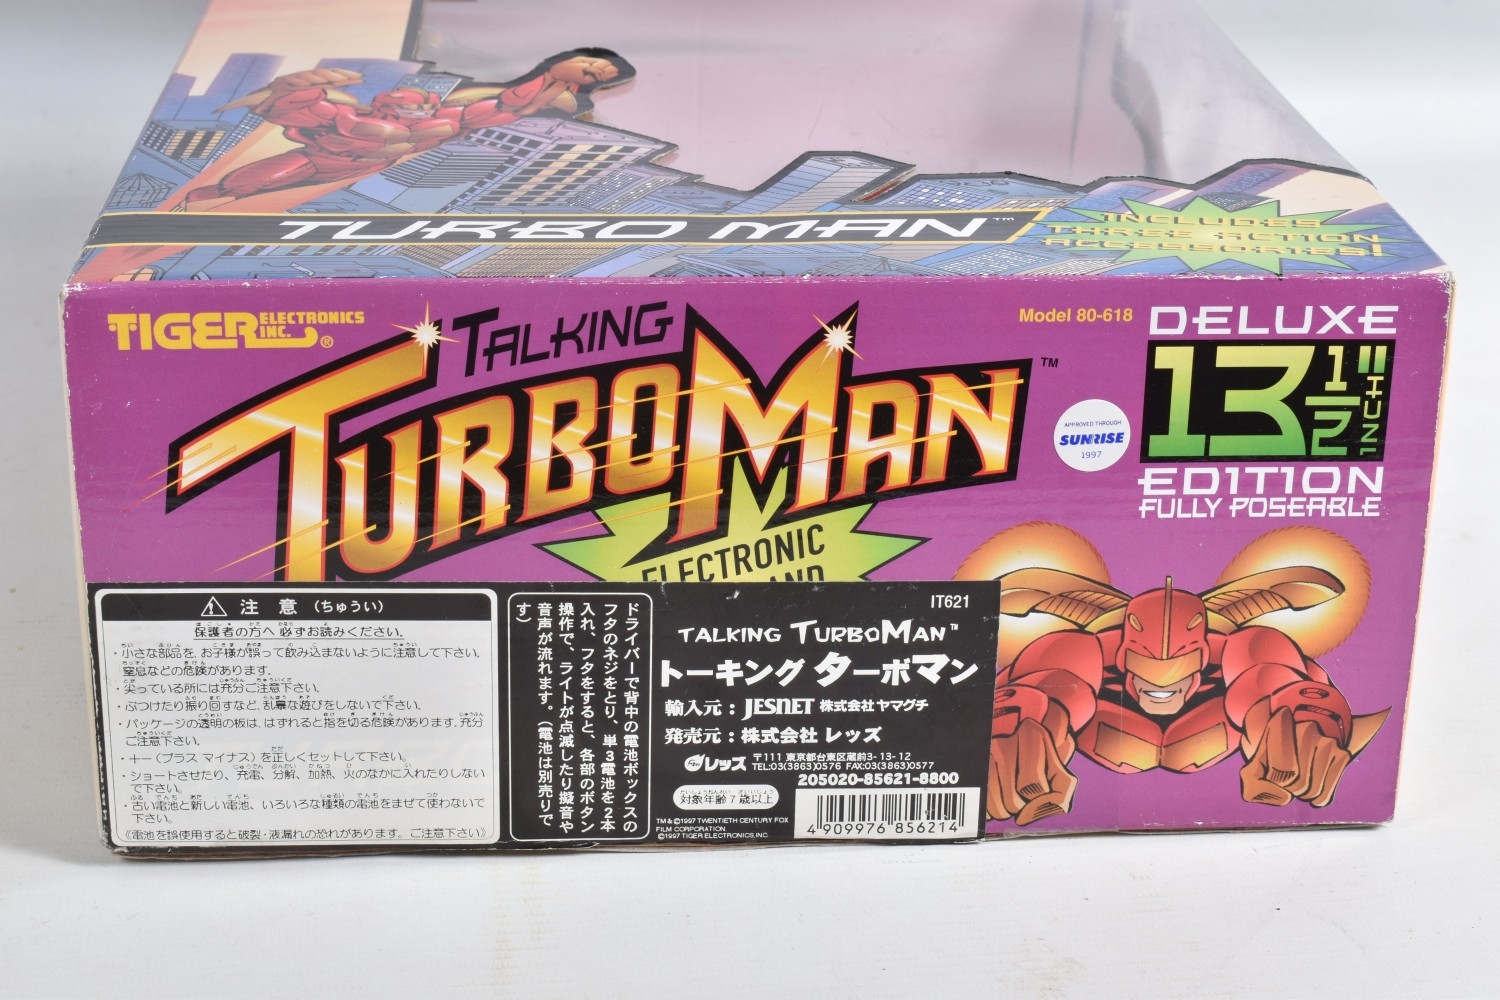 TURBO MAN™
INCLUDES
THREE ACTION
ACCESSORIES!
TIGER ELECTRONICS INC.®
TALKING
TURBOMAN™
ELECTRONIC
AND
Model 80-618
DELUXE
13 1/2" INCH
EDITION
FULLY POSEABLE
APPROVED THROUGH
SUNRISE
1997
⚠ 注 意 (ちゅうい)
保護者の方へ 必ずお読みください。
・小さな部品を、お子様が誤って飲み込まないように注意して下さい。
窒息などの危険があります。
・尖っている所には充分ご注意下さい。
・ぶつけたり振り回すなど、乱暴な遊びをしないで下さい。
・パッケージの透明の板は、はずれると指を切る危険があります。充分
ご注意下さい。
・+-(プラス マイナス)を正しくセットして下さい。
・ショートさせたり、充電、分解、加熱、火のなかに入れたりしない
で下さい。
・古い電池と新しい電池、いろいろな種類の電池をまぜて使わないで
下さい。
《電池を誤使用すると破裂・液漏れの恐れがあります。ご注意下さい》
ドライバーで背中の電池ボックスの
フタのネジをとり、単3電池を2本
入れ、フタをすると、各部のボタン
操作で、ライトが点滅したり擬音や
音声が流れます。(電池は別売りで
す)
IT621
TALKING TURBOMAN™
トーキング ターボマン
輸入元：JESNET 株式会社 ヤマグチ
発売元：株式会社 レッズ
レッズ 〒111 東京都台東区蔵前3-13-12
TEL:03(3863)0576 FAX:03(3863)0577
205020-85621-8800
対象年齢7歳以上
TM & ©1997 TWENTIETH CENTURY FOX
FILM CORPORATION
©1997 TIGER ELECTRONICS, INC.
4 909976 856214